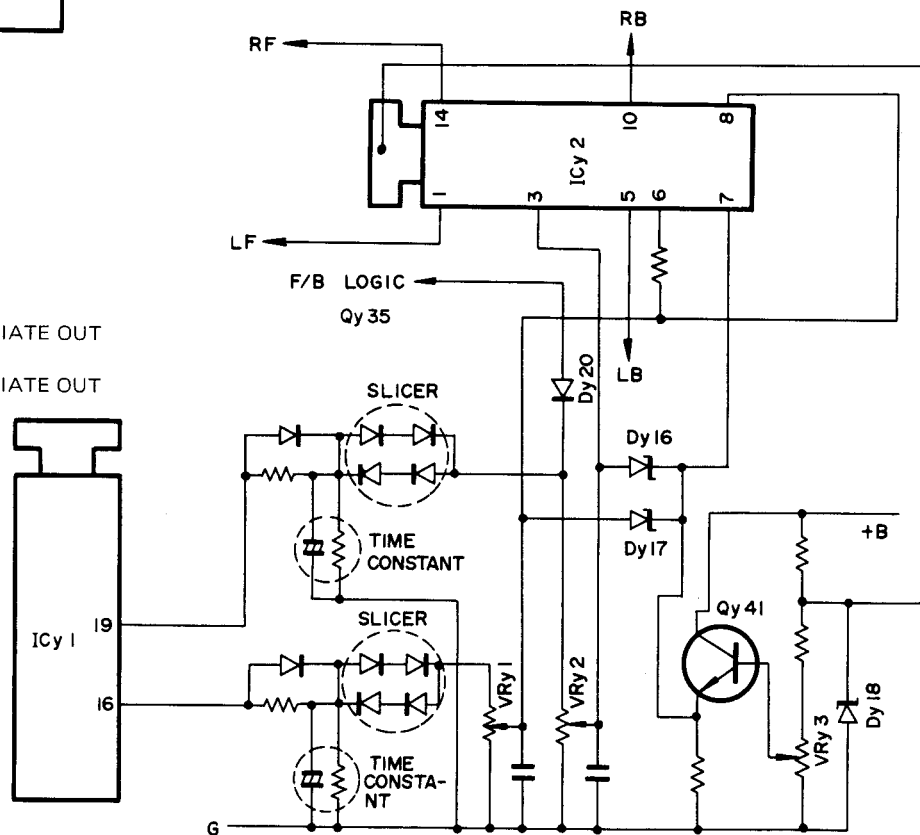 RB
RF
14
10
8
ICy 2
1
3
5
6
7
LF
F/B LOGIC
Qy 35
LB
Dy 20
IATE OUT
IATE OUT
SLICER
Dy 16
Dy 17
+B
TIME
CONSTANT
Qy 41
SLICER
19
ICy 1
16
VRy 1
VRy 2
VRy 3
Dy 18
TIME
CONSTA-
NT
G